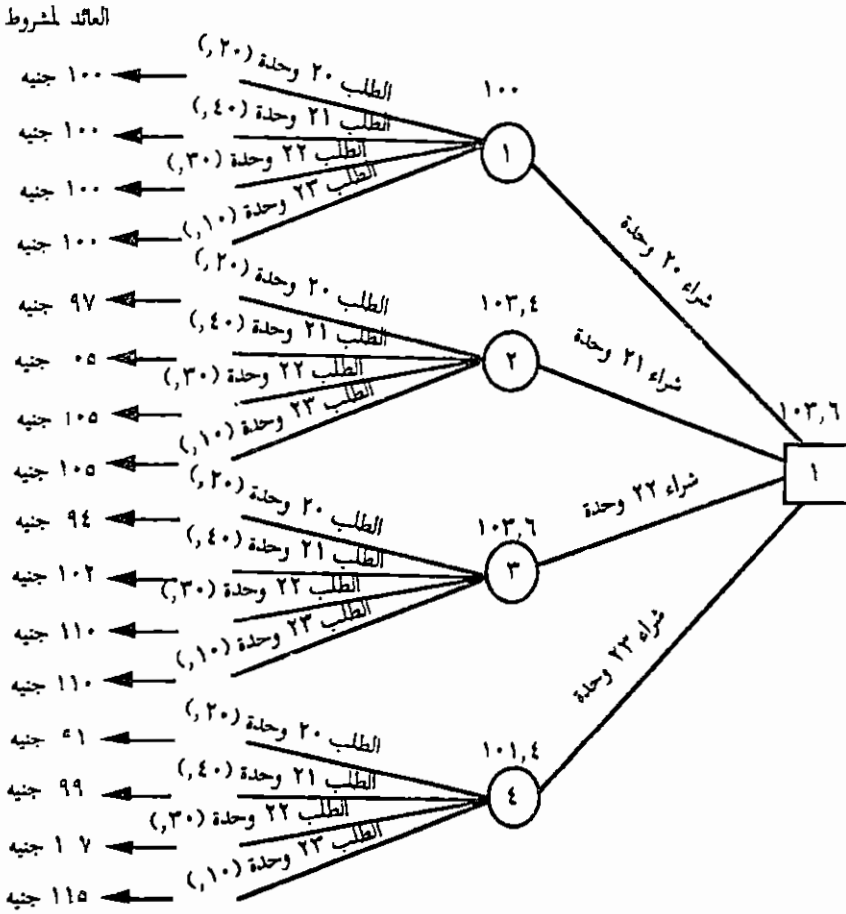 العائد لمشروط
١٠٠ جنيه
الطلب ٢٠ وحدة (٢٠,)
١٠٠ جنيه
الطلب ٢١ وحدة (٤٠,)
١٠٠ جنيه
الطلب ٢٢ وحدة (٣٠,)
١٠٠ جنيه
الطلب ٢٣ وحدة (١٠,)
١٠٠
١
شراء ٢٠ وحدة
٩٧ جنيه
الطلب ٢٠ وحدة (٢٠,)
٠٥ جنيه
الطلب ٢١ وحدة (٤٠,)
١٠٥ جنيه
الطلب ٢٢ وحدة (٣٠,)
١٠٥ جنيه
الطلب ٢٣ وحدة (١٠,)
١٠٣,٤
٢
شراء ٢١ وحدة
١٠٣,٦
١
٩٤ جنيه
الطلب ٢٠ وحدة (٢٠,)
١٠٢ جنيه
الطلب ٢١ وحدة (٤٠,)
١١٠ جنيه
الطلب ٢٢ وحدة (٣٠,)
١١٠ جنيه
الطلب ٢٣ وحدة (١٠,)
١٠٣,٦
٣
شراء ٢٢ وحدة
جنيه
الطلب ٢٠ وحدة (٢٠,)
٩٩ جنيه
الطلب ٢١ وحدة (٤٠,)
١ ٧ جنيه
الطلب ٢٢ وحدة (٣٠,)
١١٥ جنيه
الطلب ٢٣ وحدة (١٠,)
١٠١,٤
٤
شراء ٢٣ وحدة